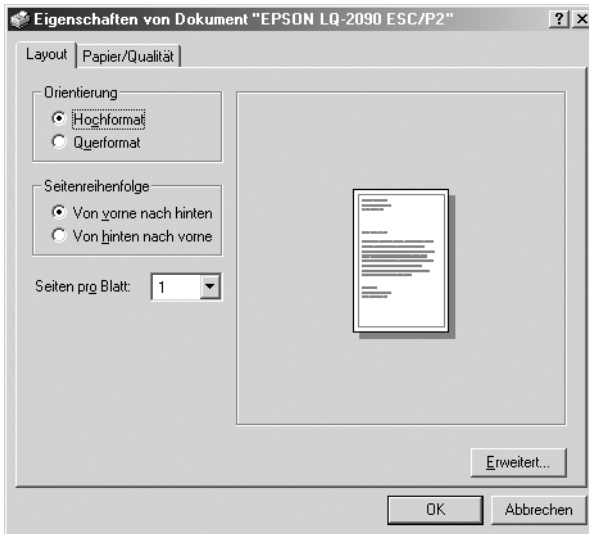 Eigenschaften von Dokument "EPSON LQ-2090 ESC/P2"
Layout
Papier/Qualität
Orientierung
Hochformat
Querformat
Seitenreihenfolge
Von vorne nach hinten
Von hinten nach vorne
Seiten pro Blatt:
1
Erweitert...
OK
Abbrechen